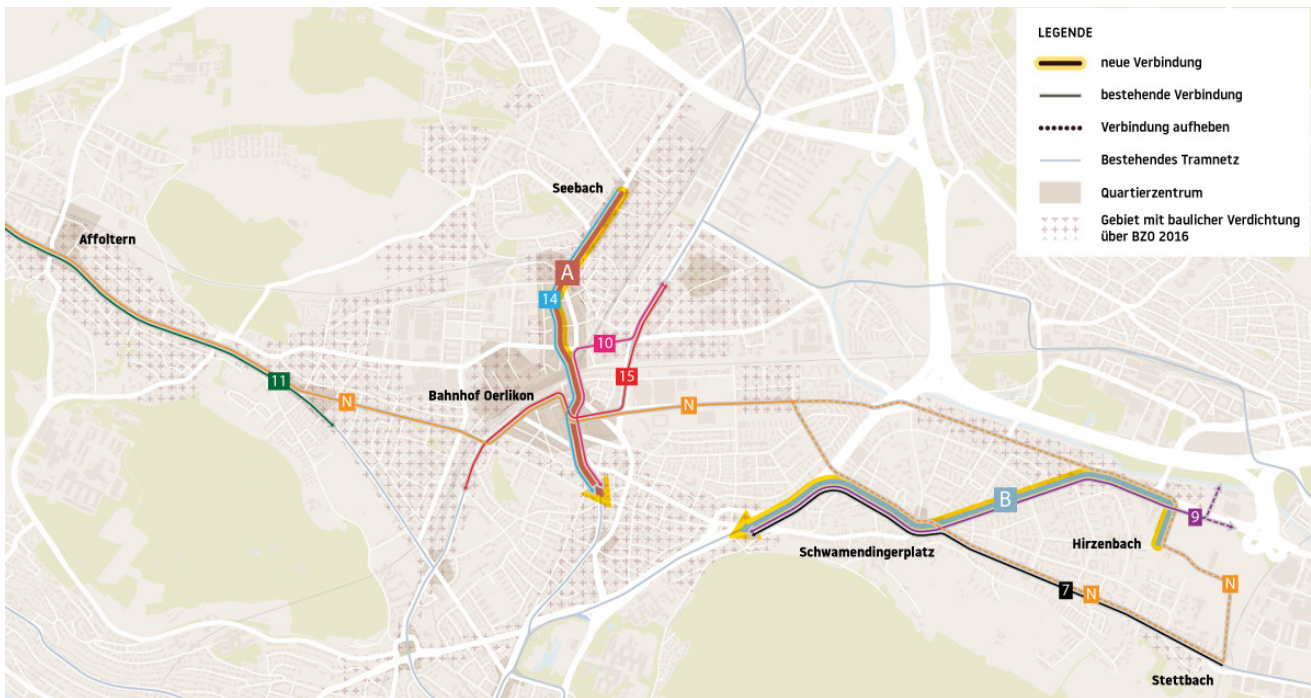 LEGENDE
neue Verbindung
bestehende Verbindung
Verbindung aufheben
Bestehendes Tramnetz
Quartierzentrum
Gebiet mit baulicher Verdichtung
über BZO 2016
Seebach
Affoltern
A
14
10
11
15
Bahnhof Oerlikon
N
N
B
9
Schwamendingerplatz
Hirzenbach
7
N
N
Stettbach